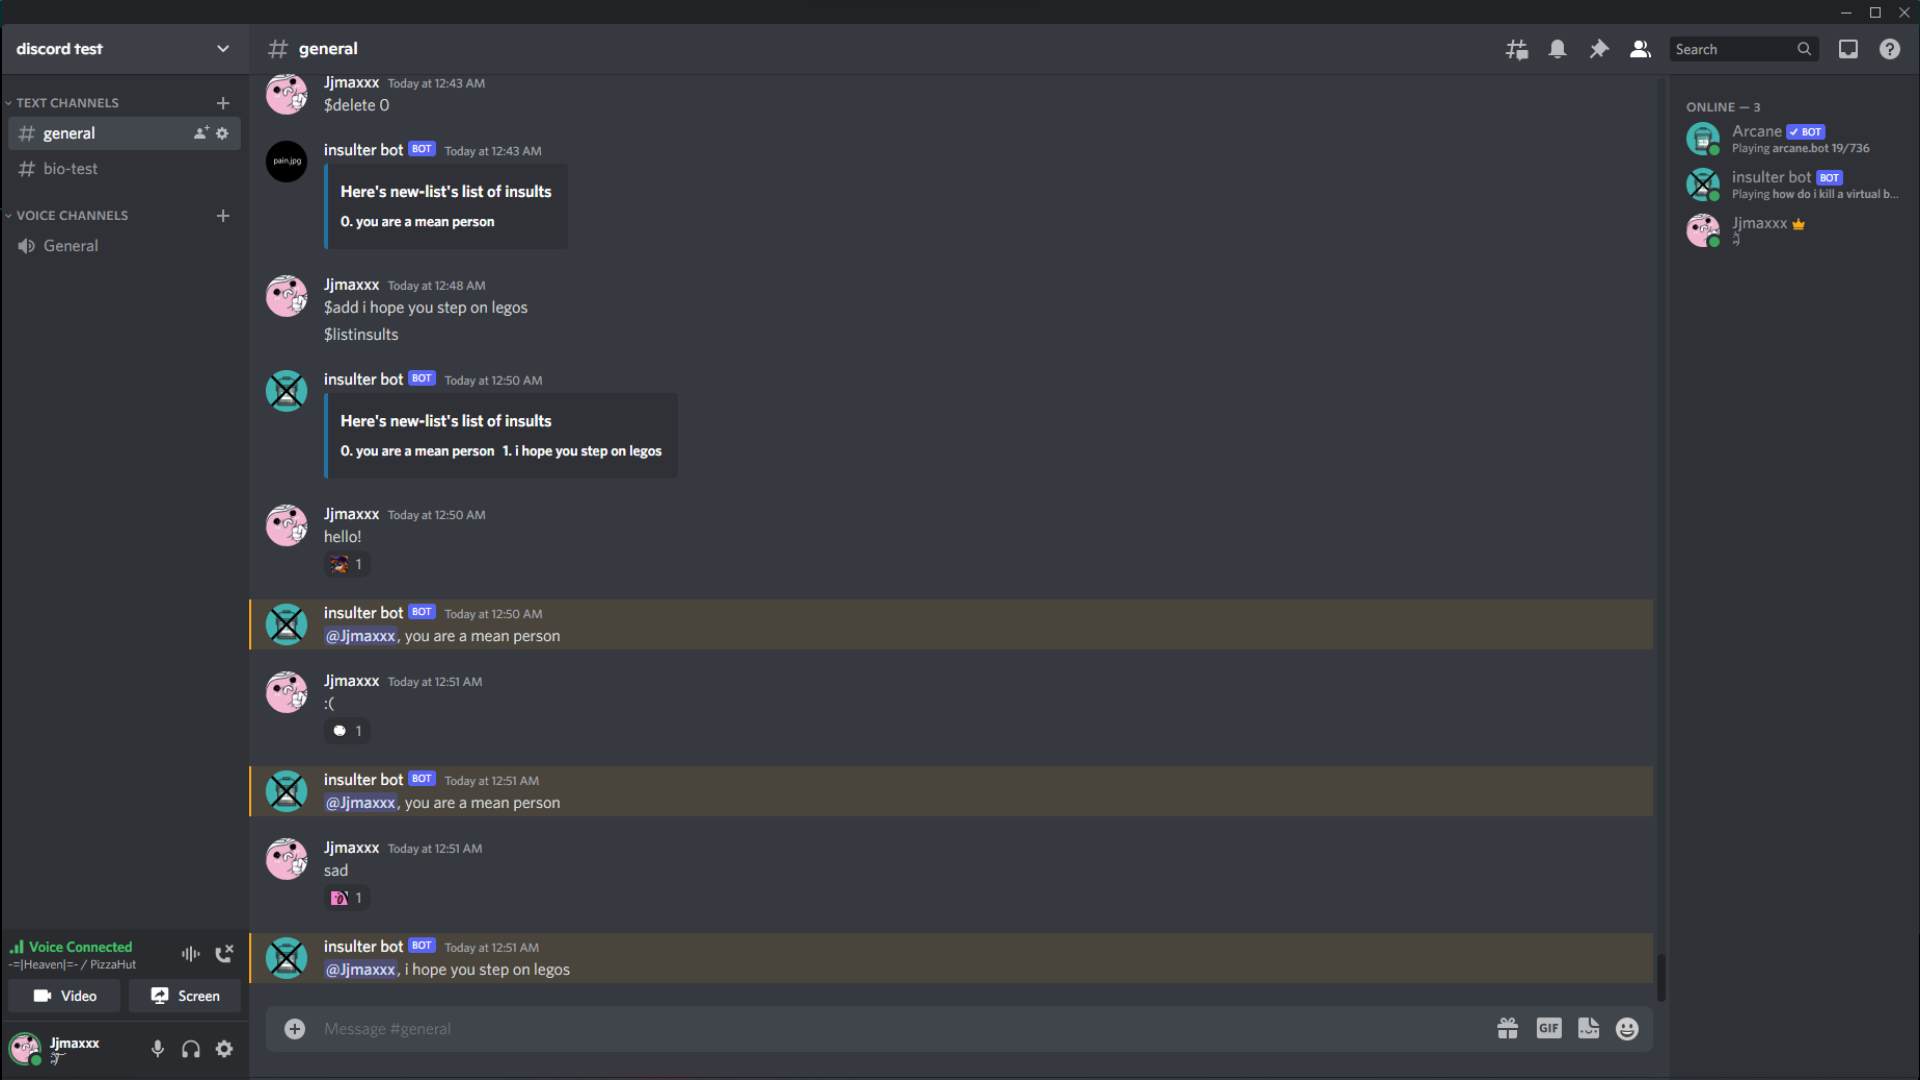 discord test
TEXT CHANNELS
general
bio-test
VOICE CHANNELS
General
Voice Connected
-=|Heaven|=- / PizzaHut
Video
Screen
Jjmaxxx
general
Jjmaxxx Today at 12:43 AM
$delete 0
pain.jpg
insulter bot BOT Today at 12:43 AM
Here's new-list's list of insults
0. you are a mean person
Jjmaxxx Today at 12:48 AM
$add i hope you step on legos
$listinsults
insulter bot BOT Today at 12:50 AM
Here's new-list's list of insults
0. you are a mean person 1. i hope you step on legos
Jjmaxxx Today at 12:50 AM
hello!
1
insulter bot BOT Today at 12:50 AM
@Jjmaxxx, you are a mean person
Jjmaxxx Today at 12:51 AM
:(
1
insulter bot BOT Today at 12:51 AM
@Jjmaxxx, you are a mean person
Jjmaxxx Today at 12:51 AM
sad
1
insulter bot BOT Today at 12:51 AM
@Jjmaxxx, i hope you step on legos
Message #general
GIF
Search
ONLINE — 3
Arcane ✓ BOT
Playing arcane.bot 19/736
insulter bot BOT
Playing how do i kill a virtual b...
Jjmaxxx